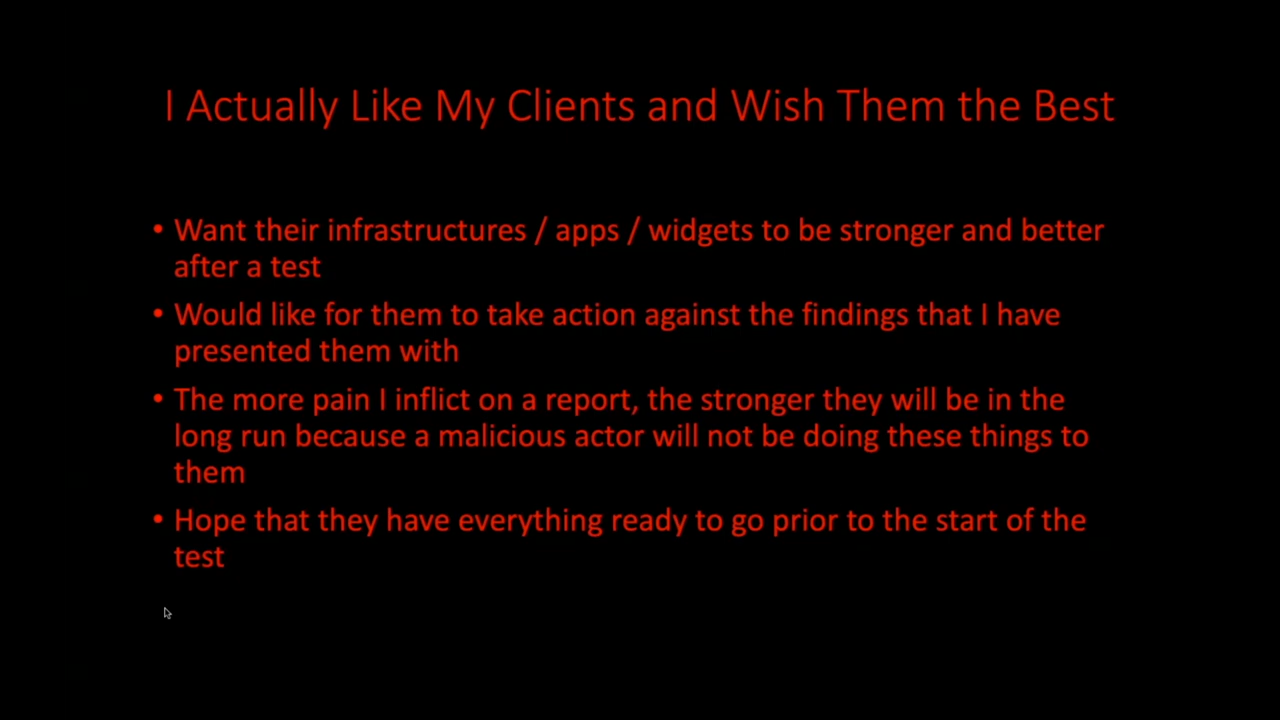 I Actually Like My Clients and Wish Them the Best
• Want their infrastructures / apps / widgets to be stronger and better
after a test
• Would like for them to take action against the findings that I have
presented them with
• The more pain I inflict on a report, the stronger they will be in the
long run because a malicious actor will not be doing these things to
them
• Hope that they have everything ready to go prior to the start of the
test